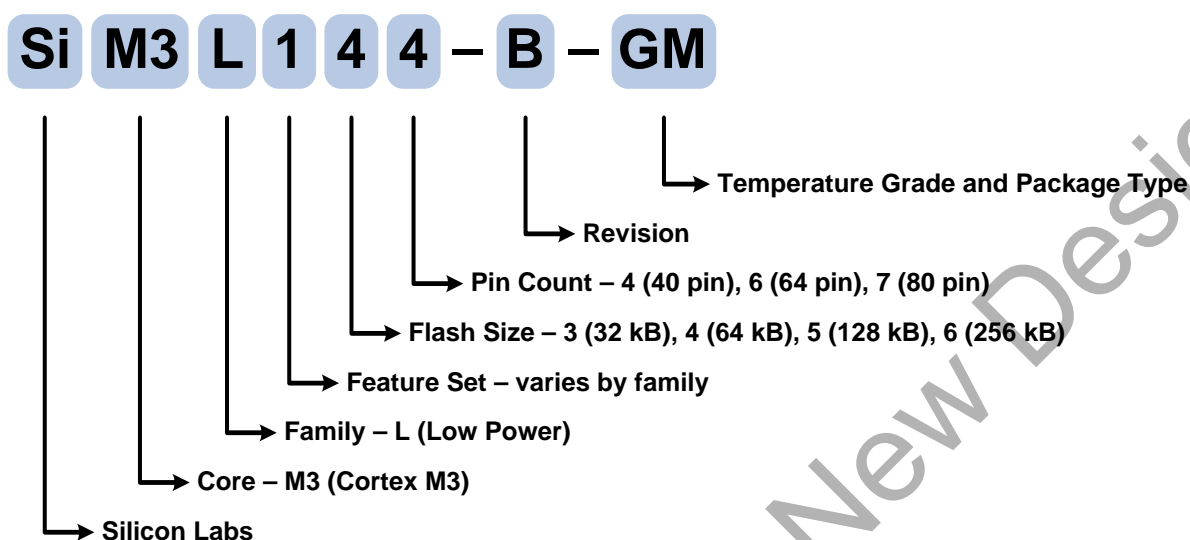 Si M3 L 1 4 4 – B – GM
Temperature Grade and Package Type
Revision
Pin Count – 4 (40 pin), 6 (64 pin), 7 (80 pin)
Flash Size – 3 (32 kB), 4 (64 kB), 5 (128 kB), 6 (256 kB)
Feature Set – varies by family
Family – L (Low Power)
Core – M3 (Cortex M3)
Silicon Labs
New